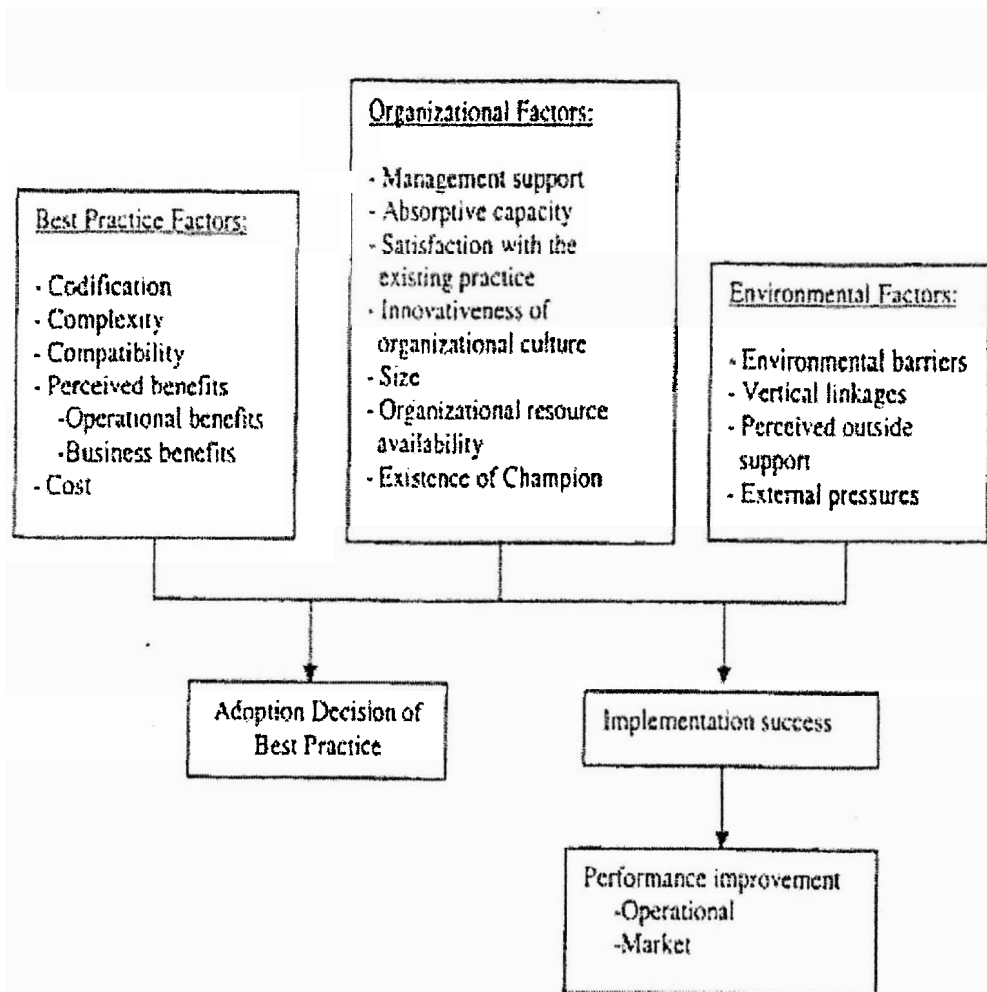 Organizational Factors:
- Management support
- Absorptive capacity
- Satisfaction with the
existing practice
- Innovativeness of
organizational culture
- Size
- Organizational resource
availability
- Existence of Champion
Best Practice Factors:
- Codification
- Complexity
- Compatibility
- Perceived benefits
-Operational benefits
-Business benefits
- Cost
Environmental Factors:
- Environmental barriers
- Vertical linkages
- Perceived outside
support
- External pressures
Adoption Decision of
Best Practice
Implementation success
Performance improvement
-Operational
-Market